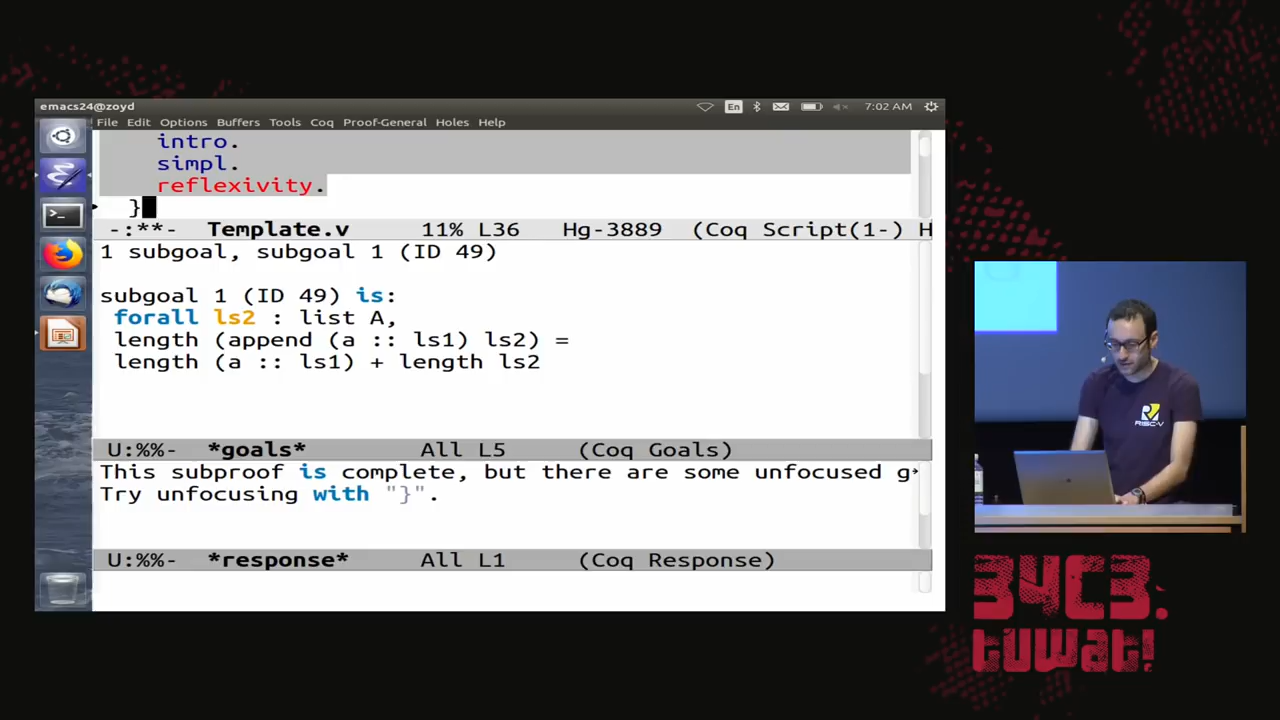 emacs24@zoyd
En
7:02 AM
File Edit Options Buffers Tools Coq Proof-General Holes Help
intro.
simpl.
reflexivity.
}
-:**- Template.v 11% L36 Hg-3889 (Coq Script(1-) H
1 subgoal, subgoal 1 (ID 49)
subgoal 1 (ID 49) is:
forall ls2 : list A,
length (append (a :: ls1) ls2) =
length (a :: ls1) + length ls2
U:%%- *goals* All L5 (Coq Goals)
This subproof is complete, but there are some unfocused g
Try unfocusing with "}".
U:%%- *response* All L1 (Coq Response)
RISC-V
34C3.
tuwat!